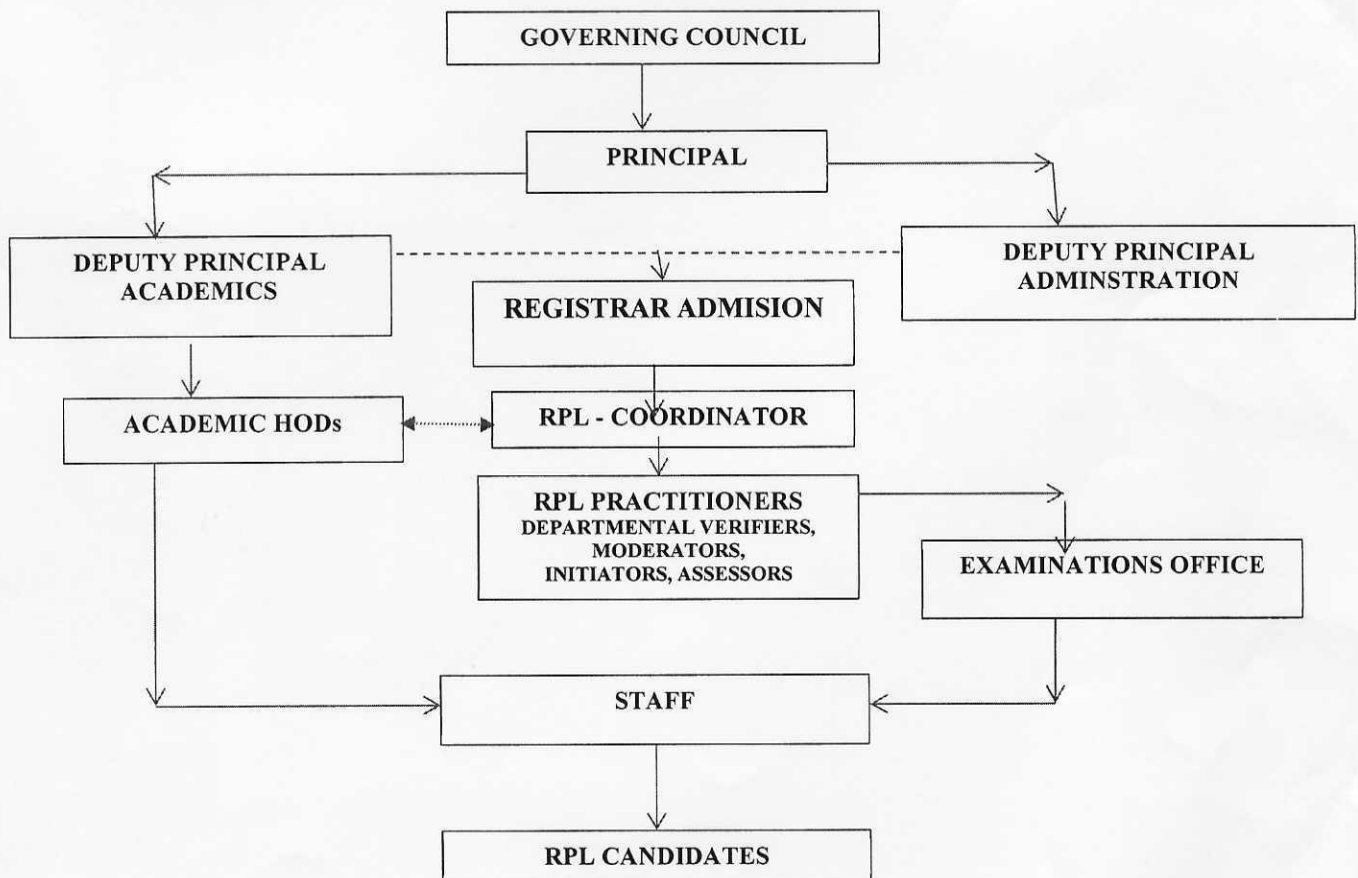 GOVERNING COUNCIL
PRINCIPAL
DEPUTY PRINCIPAL
ACADEMICS
DEPUTY PRINCIPAL
ADMINSTRATION
REGISTRAR ADMISION
ACADEMIC HODs
RPL - COORDINATOR
RPL PRACTITIONERS
DEPARTMENTAL VERIFIERS,
MODERATORS,
INITIATORS, ASSESSORS
EXAMINATIONS OFFICE
STAFF
RPL CANDIDATES